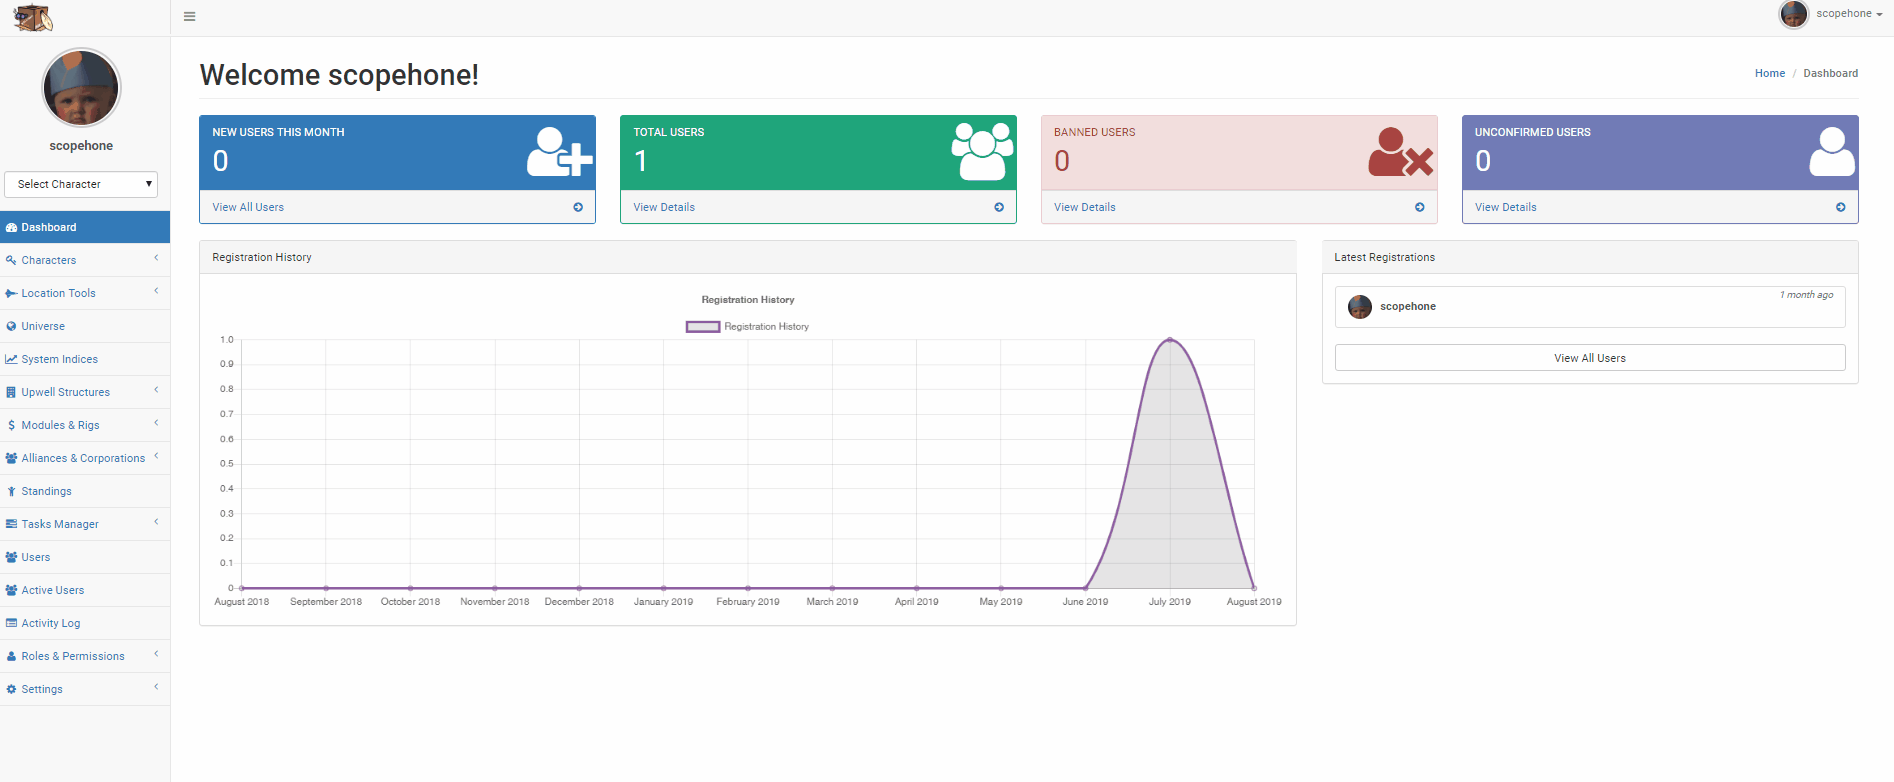 scopehone
scopehone
Select Character
Dashboard
Characters
Location Tools
Universe
System Indices
Upwell Structures
Modules & Rigs
Alliances & Corporations
Standings
Tasks Manager
Users
Active Users
Activity Log
Roles & Permissions
Settings
Welcome scopehone!
Home / Dashboard
NEW USERS THIS MONTH
0
View All Users
TOTAL USERS
1
View Details
BANNED USERS
0
View Details
UNCONFIRMED USERS
0
View Details
Registration History
Registration History
Registration History
1.0
0.9
0.8
0.7
0.6
0.5
0.4
0.3
0.2
0.1
0
August 2018 September 2018 October 2018 November 2018 December 2018 January 2019 February 2019 March 2019 April 2019 May 2019 June 2019 July 2019 August 2019
Latest Registrations
1 month ago
scopehone
View All Users